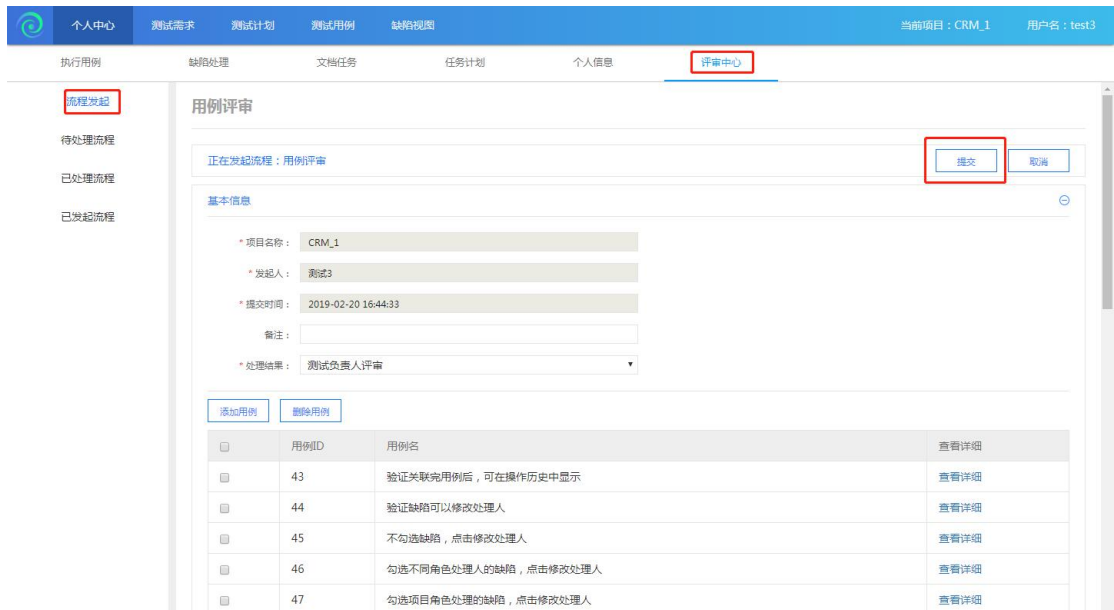 个人中心 测试需求 测试计划 测试用例 缺陷视图 当前项目：CRM_1 用户名：test3
执行用例 缺陷处理 文档任务 任务计划 个人信息 评审中心
流程发起
待处理流程
已处理流程
已发起流程
用例评审
正在发起流程：用例评审 提交 取消
基本信息
* 项目名称： CRM_1
* 发起人： 测试3
* 提交时间： 2019-02-20 16:44:33
备注：
* 处理结果： 测试负责人评审
添加用例 删除用例
用例ID 用例名 查看详细
43 验证关联完用例后，可在操作历史中显示 查看详细
44 验证缺陷可以修改处理人 查看详细
45 不勾选缺陷，点击修改处理人 查看详细
46 勾选不同角色处理人的缺陷，点击修改处理人 查看详细
47 勾选项目角色处理的缺陷，点击修改处理人 查看详细